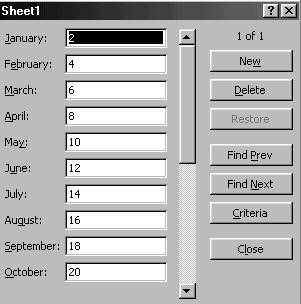 Sheet1
January: 2
February: 4
March: 6
April: 8
May: 10
June: 12
July: 14
August: 16
September: 18
October: 20
1 of 1
New
Delete
Restore
Find Prev
Find Next
Criteria
Close